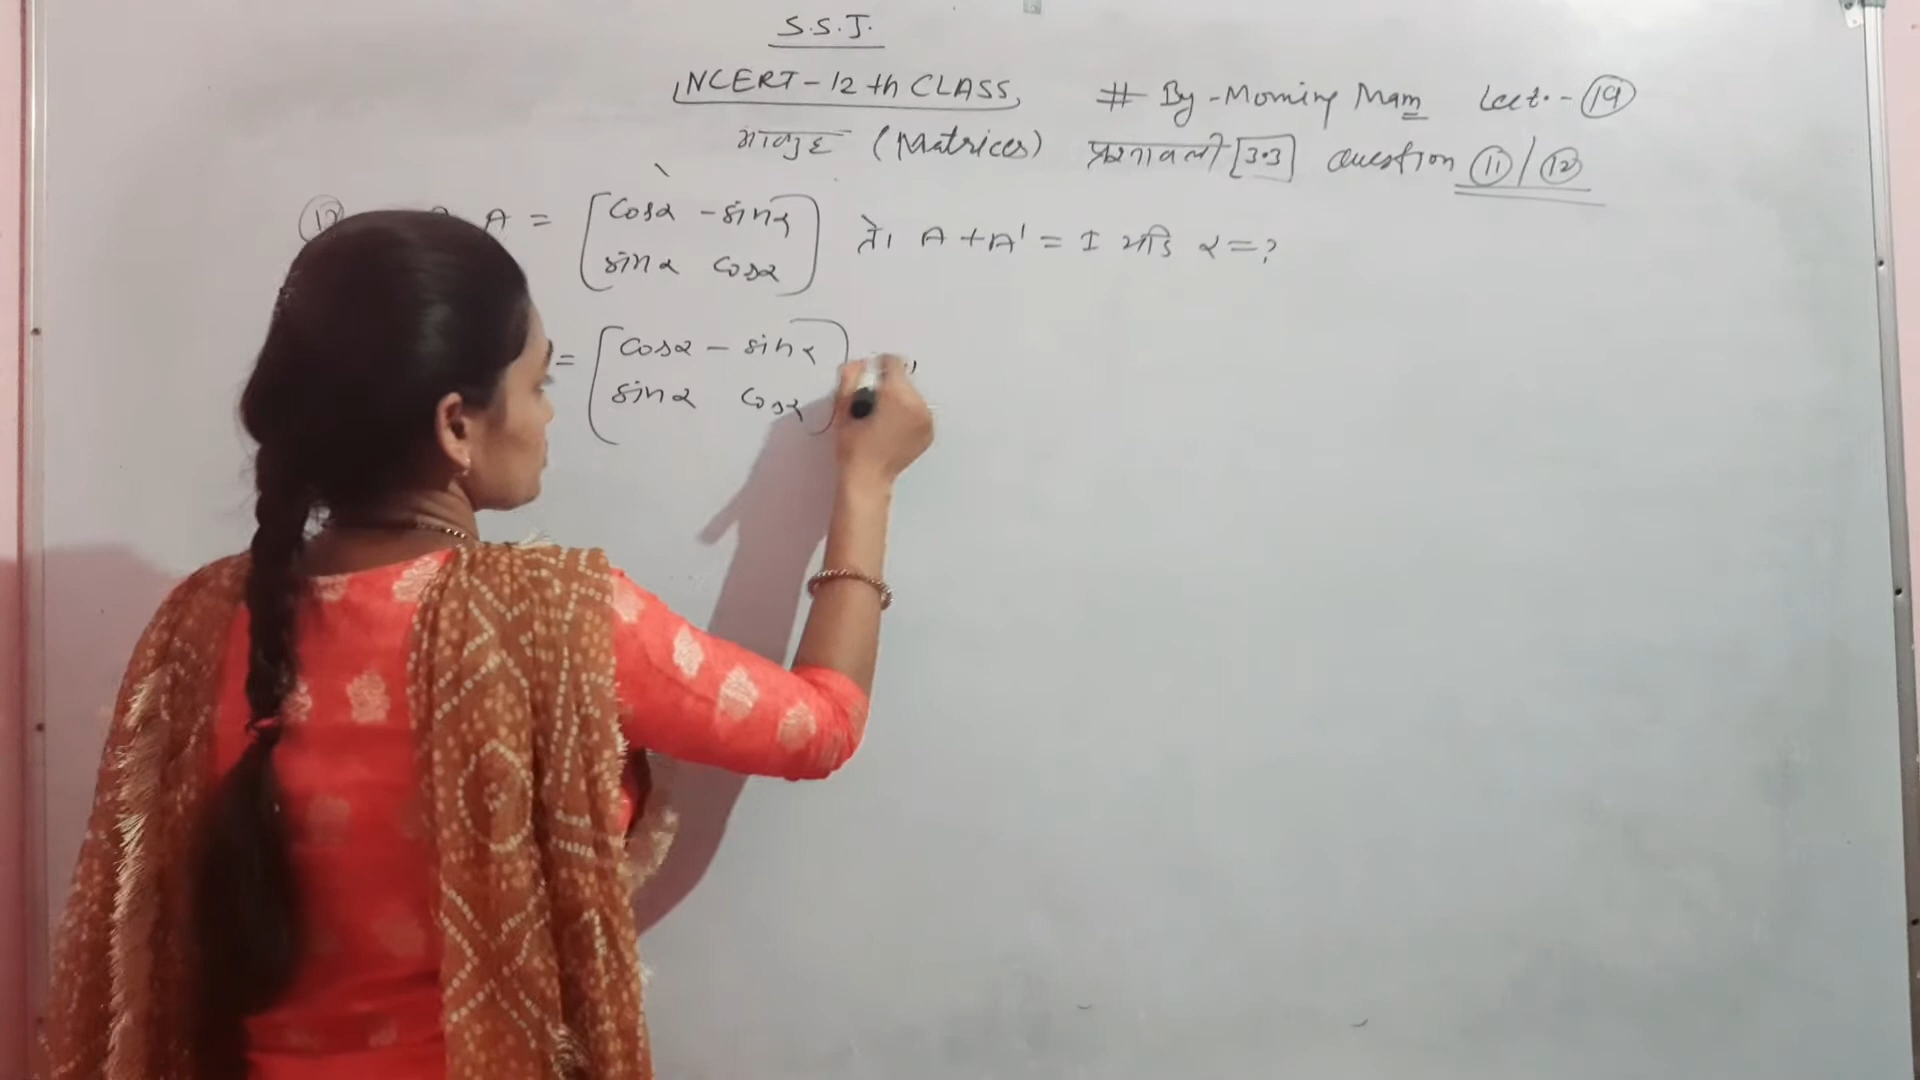 S.S.J.
NCERT-12th CLASS # By-Morning Mam Lect.-(19)
आव्यूह (Matrices) प्रश्नावली [3.3] Question (11)/(12)
(12) A = [cosα -sinα तो A+A' = I यदि α=?
sinα cosα]
= [cosα - sinα
sinα cosα]